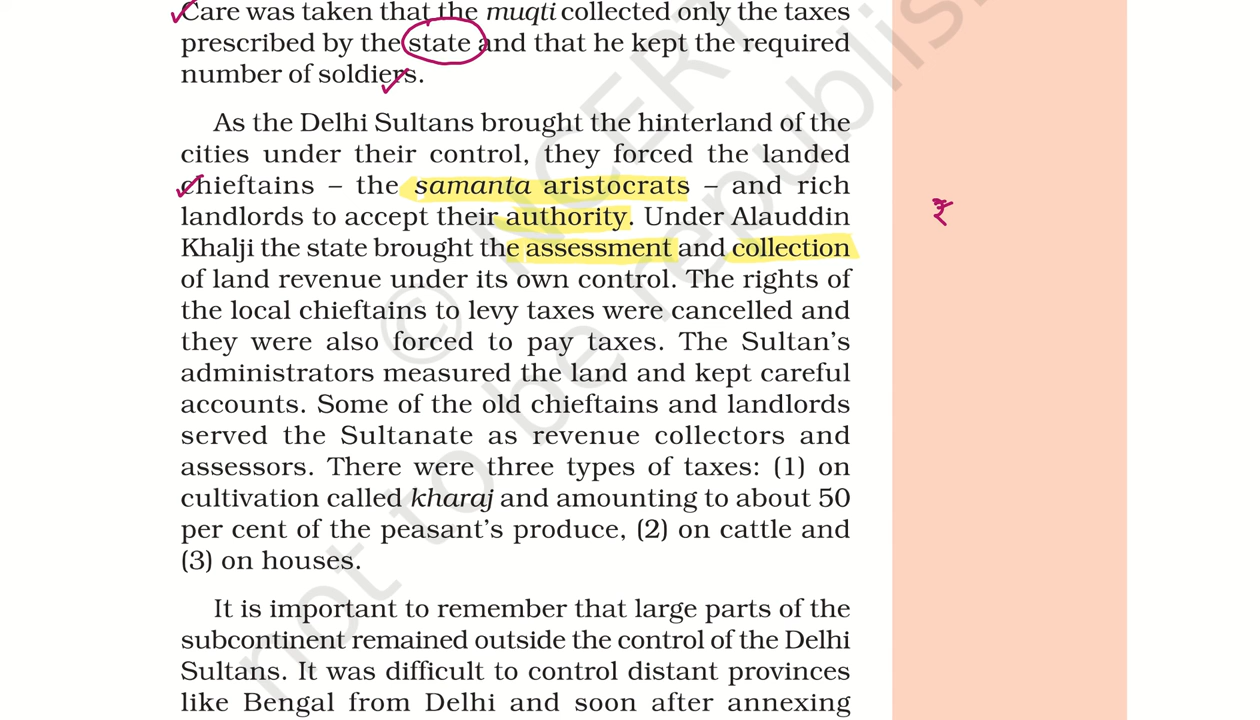 Care was taken that the muqti collected only the taxes
prescribed by the state and that he kept the required
number of soldiers.
As the Delhi Sultans brought the hinterland of the
cities under their control, they forced the landed
chieftains – the samanta aristocrats – and rich
landlords to accept their authority. Under Alauddin
Khalji the state brought the assessment and collection
of land revenue under its own control. The rights of
the local chieftains to levy taxes were cancelled and
they were also forced to pay taxes. The Sultan’s
administrators measured the land and kept careful
accounts. Some of the old chieftains and landlords
served the Sultanate as revenue collectors and
assessors. There were three types of taxes: (1) on
cultivation called kharaj and amounting to about 50
per cent of the peasant’s produce, (2) on cattle and
(3) on houses.
It is important to remember that large parts of the
subcontinent remained outside the control of the Delhi
Sultans. It was difficult to control distant provinces
like Bengal from Delhi and soon after annexing
₹
© NCERT
not to be republis